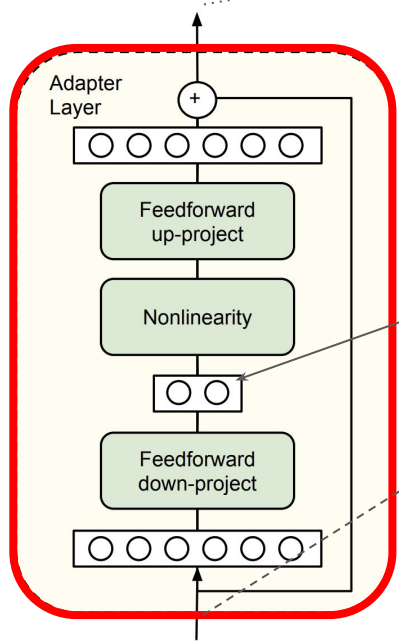 Adapter
Layer
+
Feedforward
up-project
Nonlinearity
Feedforward
down-project